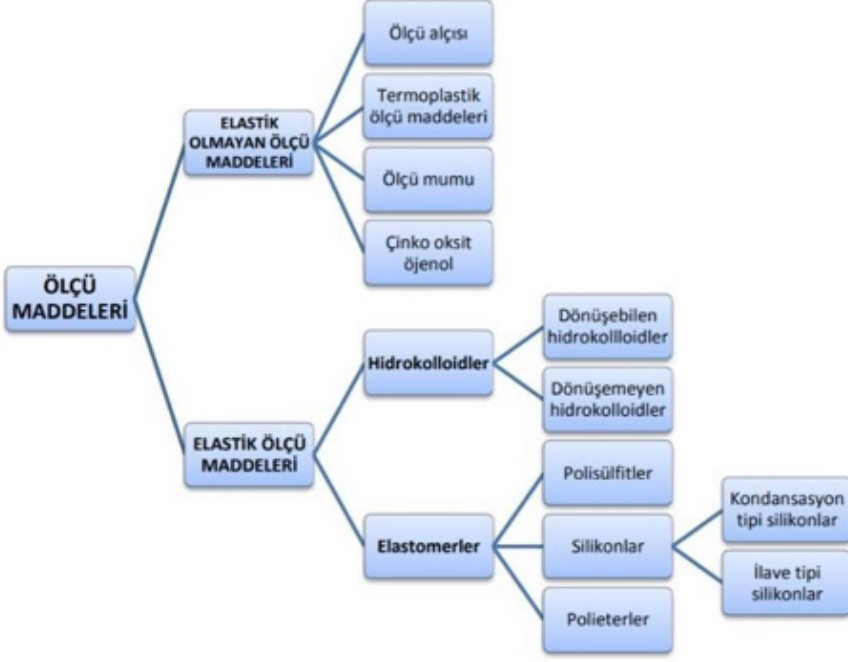 ÖLÇÜ
MADDELERİ
ELASTİK
OLMAYAN ÖLÇÜ
MADDELERİ
Ölçü alçısı
Termoplastik
ölçü maddeleri
Ölçü mumu
Çinko oksit
öjenol
ELASTİK ÖLÇÜ
MADDELERİ
Hidrokolloidler
Dönüşebilen
hidrokollloidler
Dönüşemeyen
hidrokolloidler
Elastomerler
Polisülfitler
Silikonlar
Kondansasyon
tipi silikonlar
İlave tipi
silikonlar
Polieterler